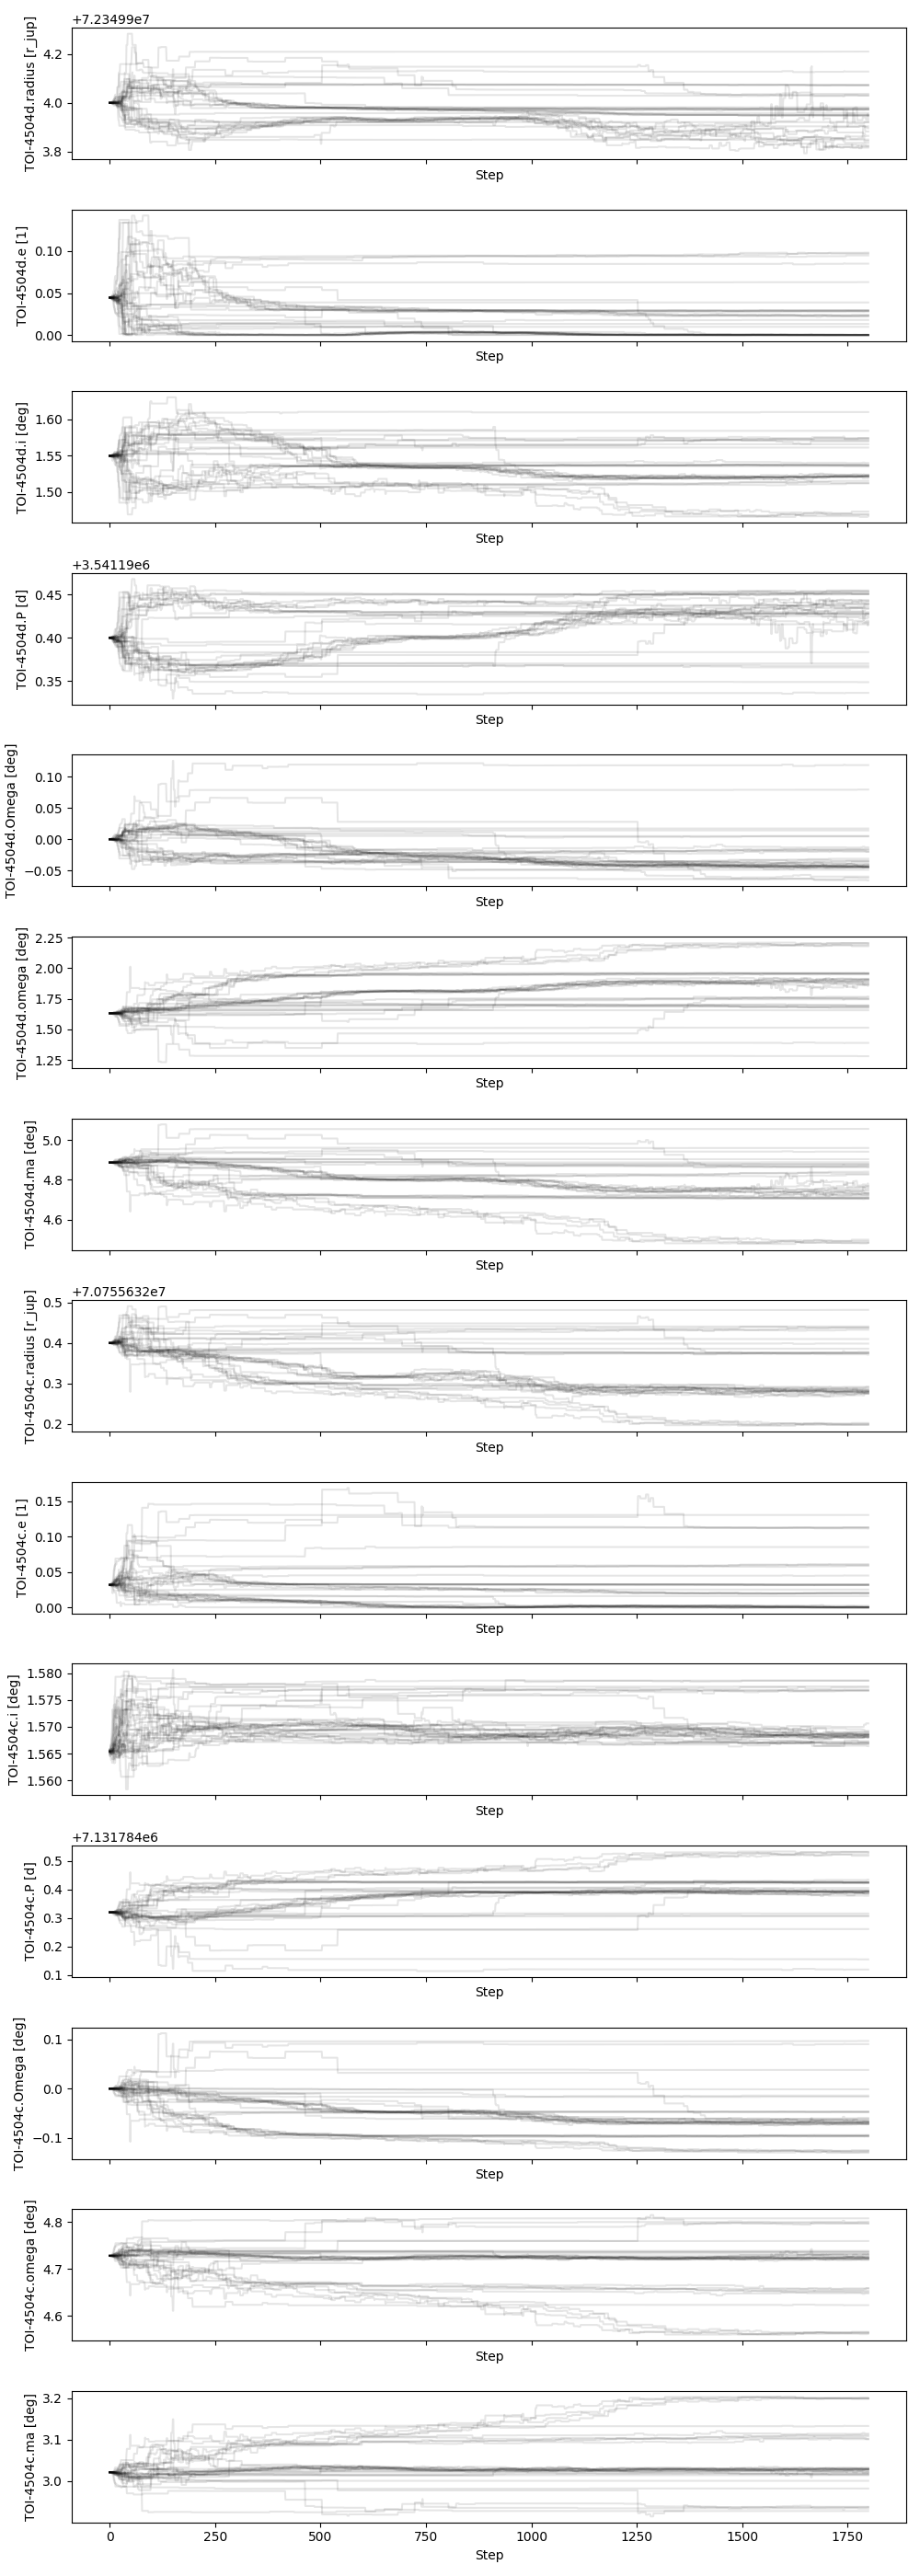 +7.23499e7
TOI-4504d.radius [r_jup]
4.2
4.0
3.8
Step
TOI-4504d.e [1]
0.10
0.05
0.00
Step
TOI-4504d.i [deg]
1.60
1.55
1.50
Step
+3.54119e6
TOI-4504d.P [d]
0.45
0.40
0.35
Step
TOI-4504d.Omega [deg]
0.10
0.05
0.00
−0.05
Step
TOI-4504d.omega [deg]
2.25
2.00
1.75
1.50
1.25
Step
TOI-4504d.ma [deg]
5.0
4.8
4.6
Step
+7.0755632e7
TOI-4504c.radius [r_jup]
0.5
0.4
0.3
0.2
Step
TOI-4504c.e [1]
0.15
0.10
0.05
0.00
Step
TOI-4504c.i [deg]
1.580
1.575
1.570
1.565
1.560
Step
+7.131784e6
TOI-4504c.P [d]
0.5
0.4
0.3
0.2
0.1
Step
TOI-4504c.Omega [deg]
0.1
0.0
−0.1
Step
TOI-4504c.omega [deg]
4.8
4.7
4.6
Step
TOI-4504c.ma [deg]
3.2
3.1
3.0
0 250 500 750 1000 1250 1500 1750
Step